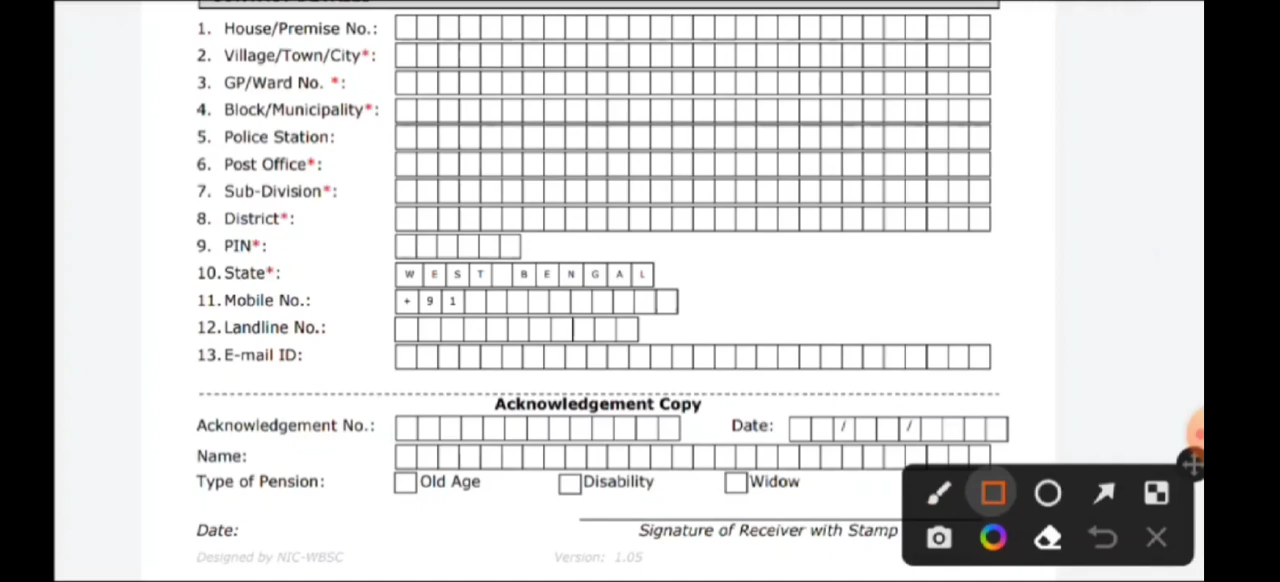 1. House/Premise No.:
2. Village/Town/City*:
3. GP/Ward No. *:
4. Block/Municipality*:
5. Police Station:
6. Post Office*:
7. Sub-Division*:
8. District*:
9. PIN*:
10. State*: WEST BENGAL
11. Mobile No.: +91
12. Landline No.:
13. E-mail ID:
Acknowledgement Copy
Acknowledgement No.: Date: / /
Name:
Type of Pension: Old Age Disability Widow
Date: Signature of Receiver with Stamp
Designed by NIC-WBSC Version: 1.05